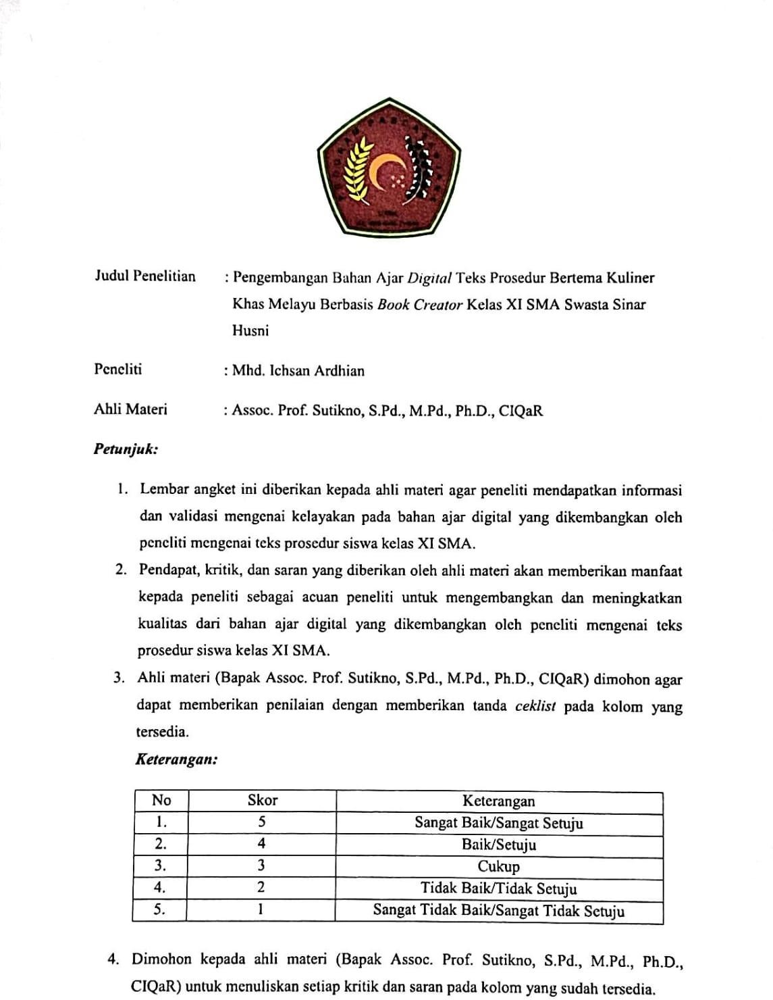 Judul Penelitian : Pengembangan Bahan Ajar Digital Teks Prosedur Bertema Kuliner
Khas Melayu Berbasis Book Creator Kelas XI SMA Swasta Sinar
Husni
Peneliti : Mhd. Ichsan Ardhian
Ahli Materi : Assoc. Prof. Sutikno, S.Pd., M.Pd., Ph.D., CIQaR
Petunjuk:
1. Lembar angket ini diberikan kepada ahli materi agar peneliti mendapatkan informasi
dan validasi mengenai kelayakan pada bahan ajar digital yang dikembangkan oleh
peneliti mengenai teks prosedur siswa kelas XI SMA.
2. Pendapat, kritik, dan saran yang diberikan oleh ahli materi akan memberikan manfaat
kepada peneliti sebagai acuan peneliti untuk mengembangkan dan meningkatkan
kualitas dari bahan ajar digital yang dikembangkan oleh peneliti mengenai teks
prosedur siswa kelas XI SMA.
3. Ahli materi (Bapak Assoc. Prof. Sutikno, S.Pd., M.Pd., Ph.D., CIQaR) dimohon agar
dapat memberikan penilaian dengan memberikan tanda ceklist pada kolom yang
tersedia.
Keterangan:
No Skor Keterangan
1. 5 Sangat Baik/Sangat Setuju
2. 4 Baik/Setuju
3. 3 Cukup
4. 2 Tidak Baik/Tidak Setuju
5. 1 Sangat Tidak Baik/Sangat Tidak Setuju
4. Dimohon kepada ahli materi (Bapak Assoc. Prof. Sutikno, S.Pd., M.Pd., Ph.D.,
CIQaR) untuk menuliskan setiap kritik dan saran pada kolom yang sudah tersedia.